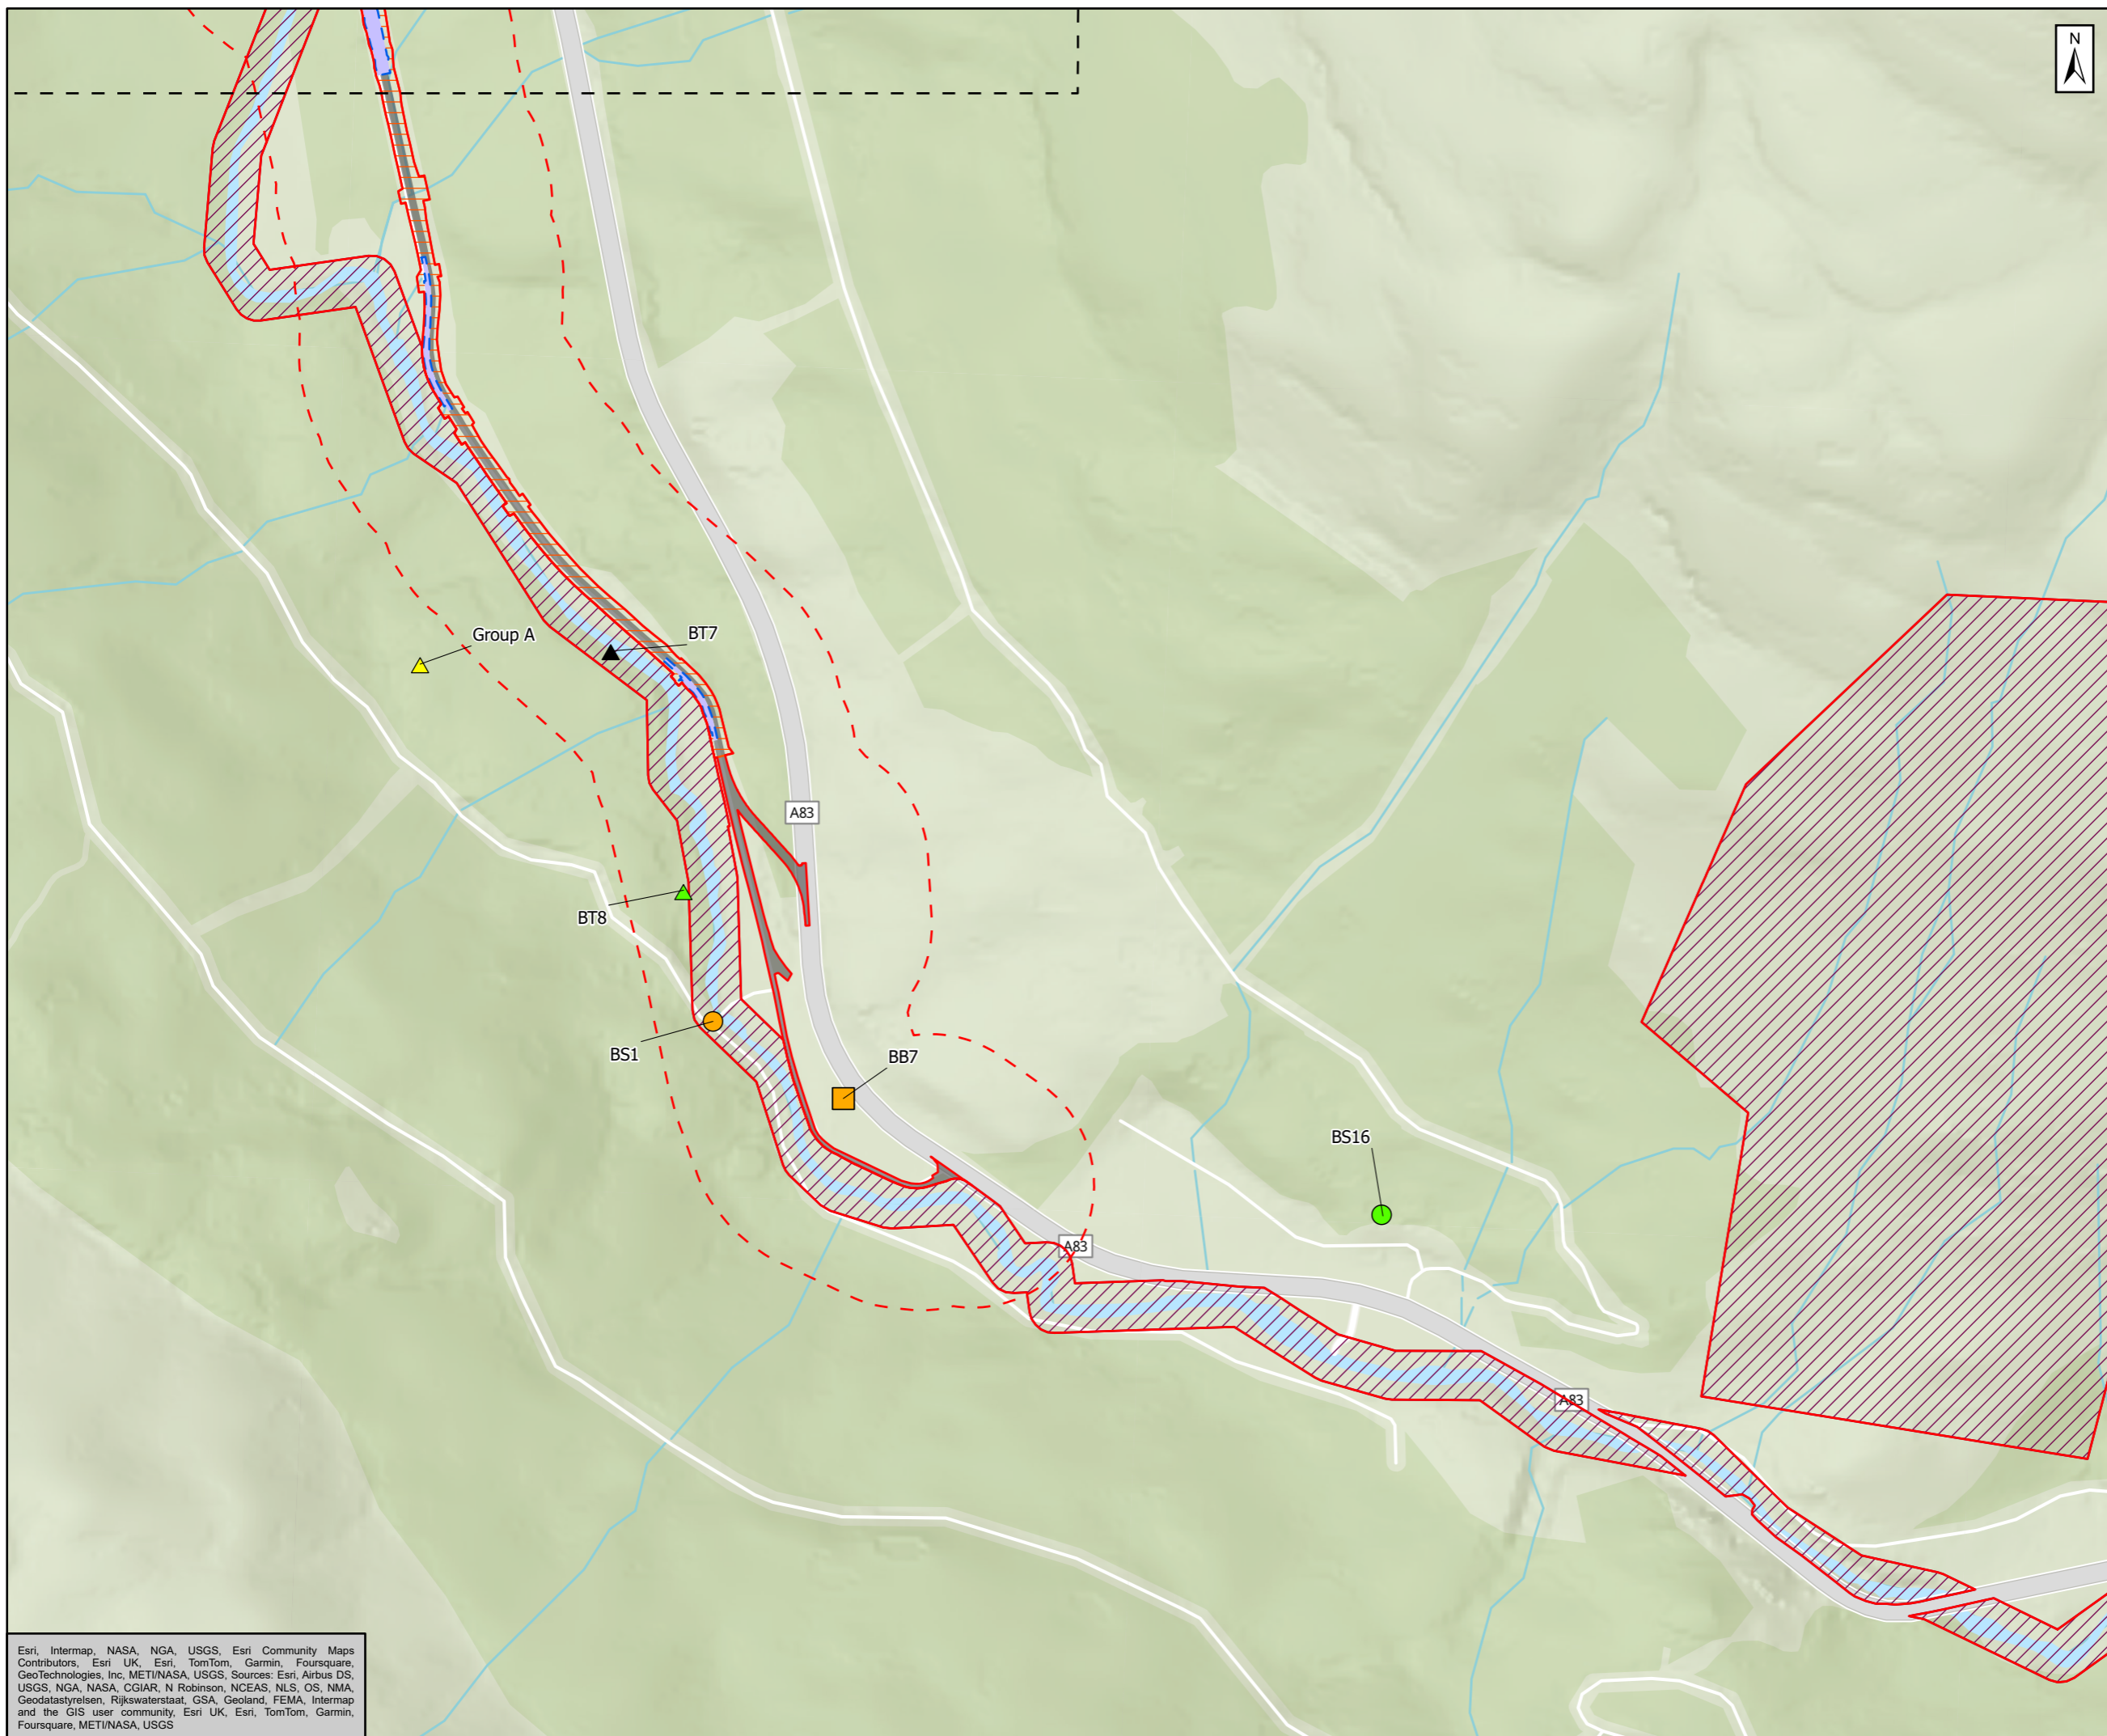 N
Group A
BT7
A83
BT8
BS1
BB7
BS16
A83
A83
Esri, Intermap, NASA, NGA, USGS, Esri Community Maps
Contributors, Esri UK, Esri, TomTom, Garmin, Foursquare,
GeoTechnologies, Inc, METI/NASA, USGS, Sources: Esri, Airbus DS,
USGS, NGA, NASA, CGIAR, N Robinson, NCEAS, NLS, OS, NMA,
Geodatastyrelsen, Rijkswaterstaat, GSA, Geoland, FEMA, Intermap
and the GIS user community, Esri UK, Esri, TomTom, Garmin,
Foursquare, METI/NASA, USGS